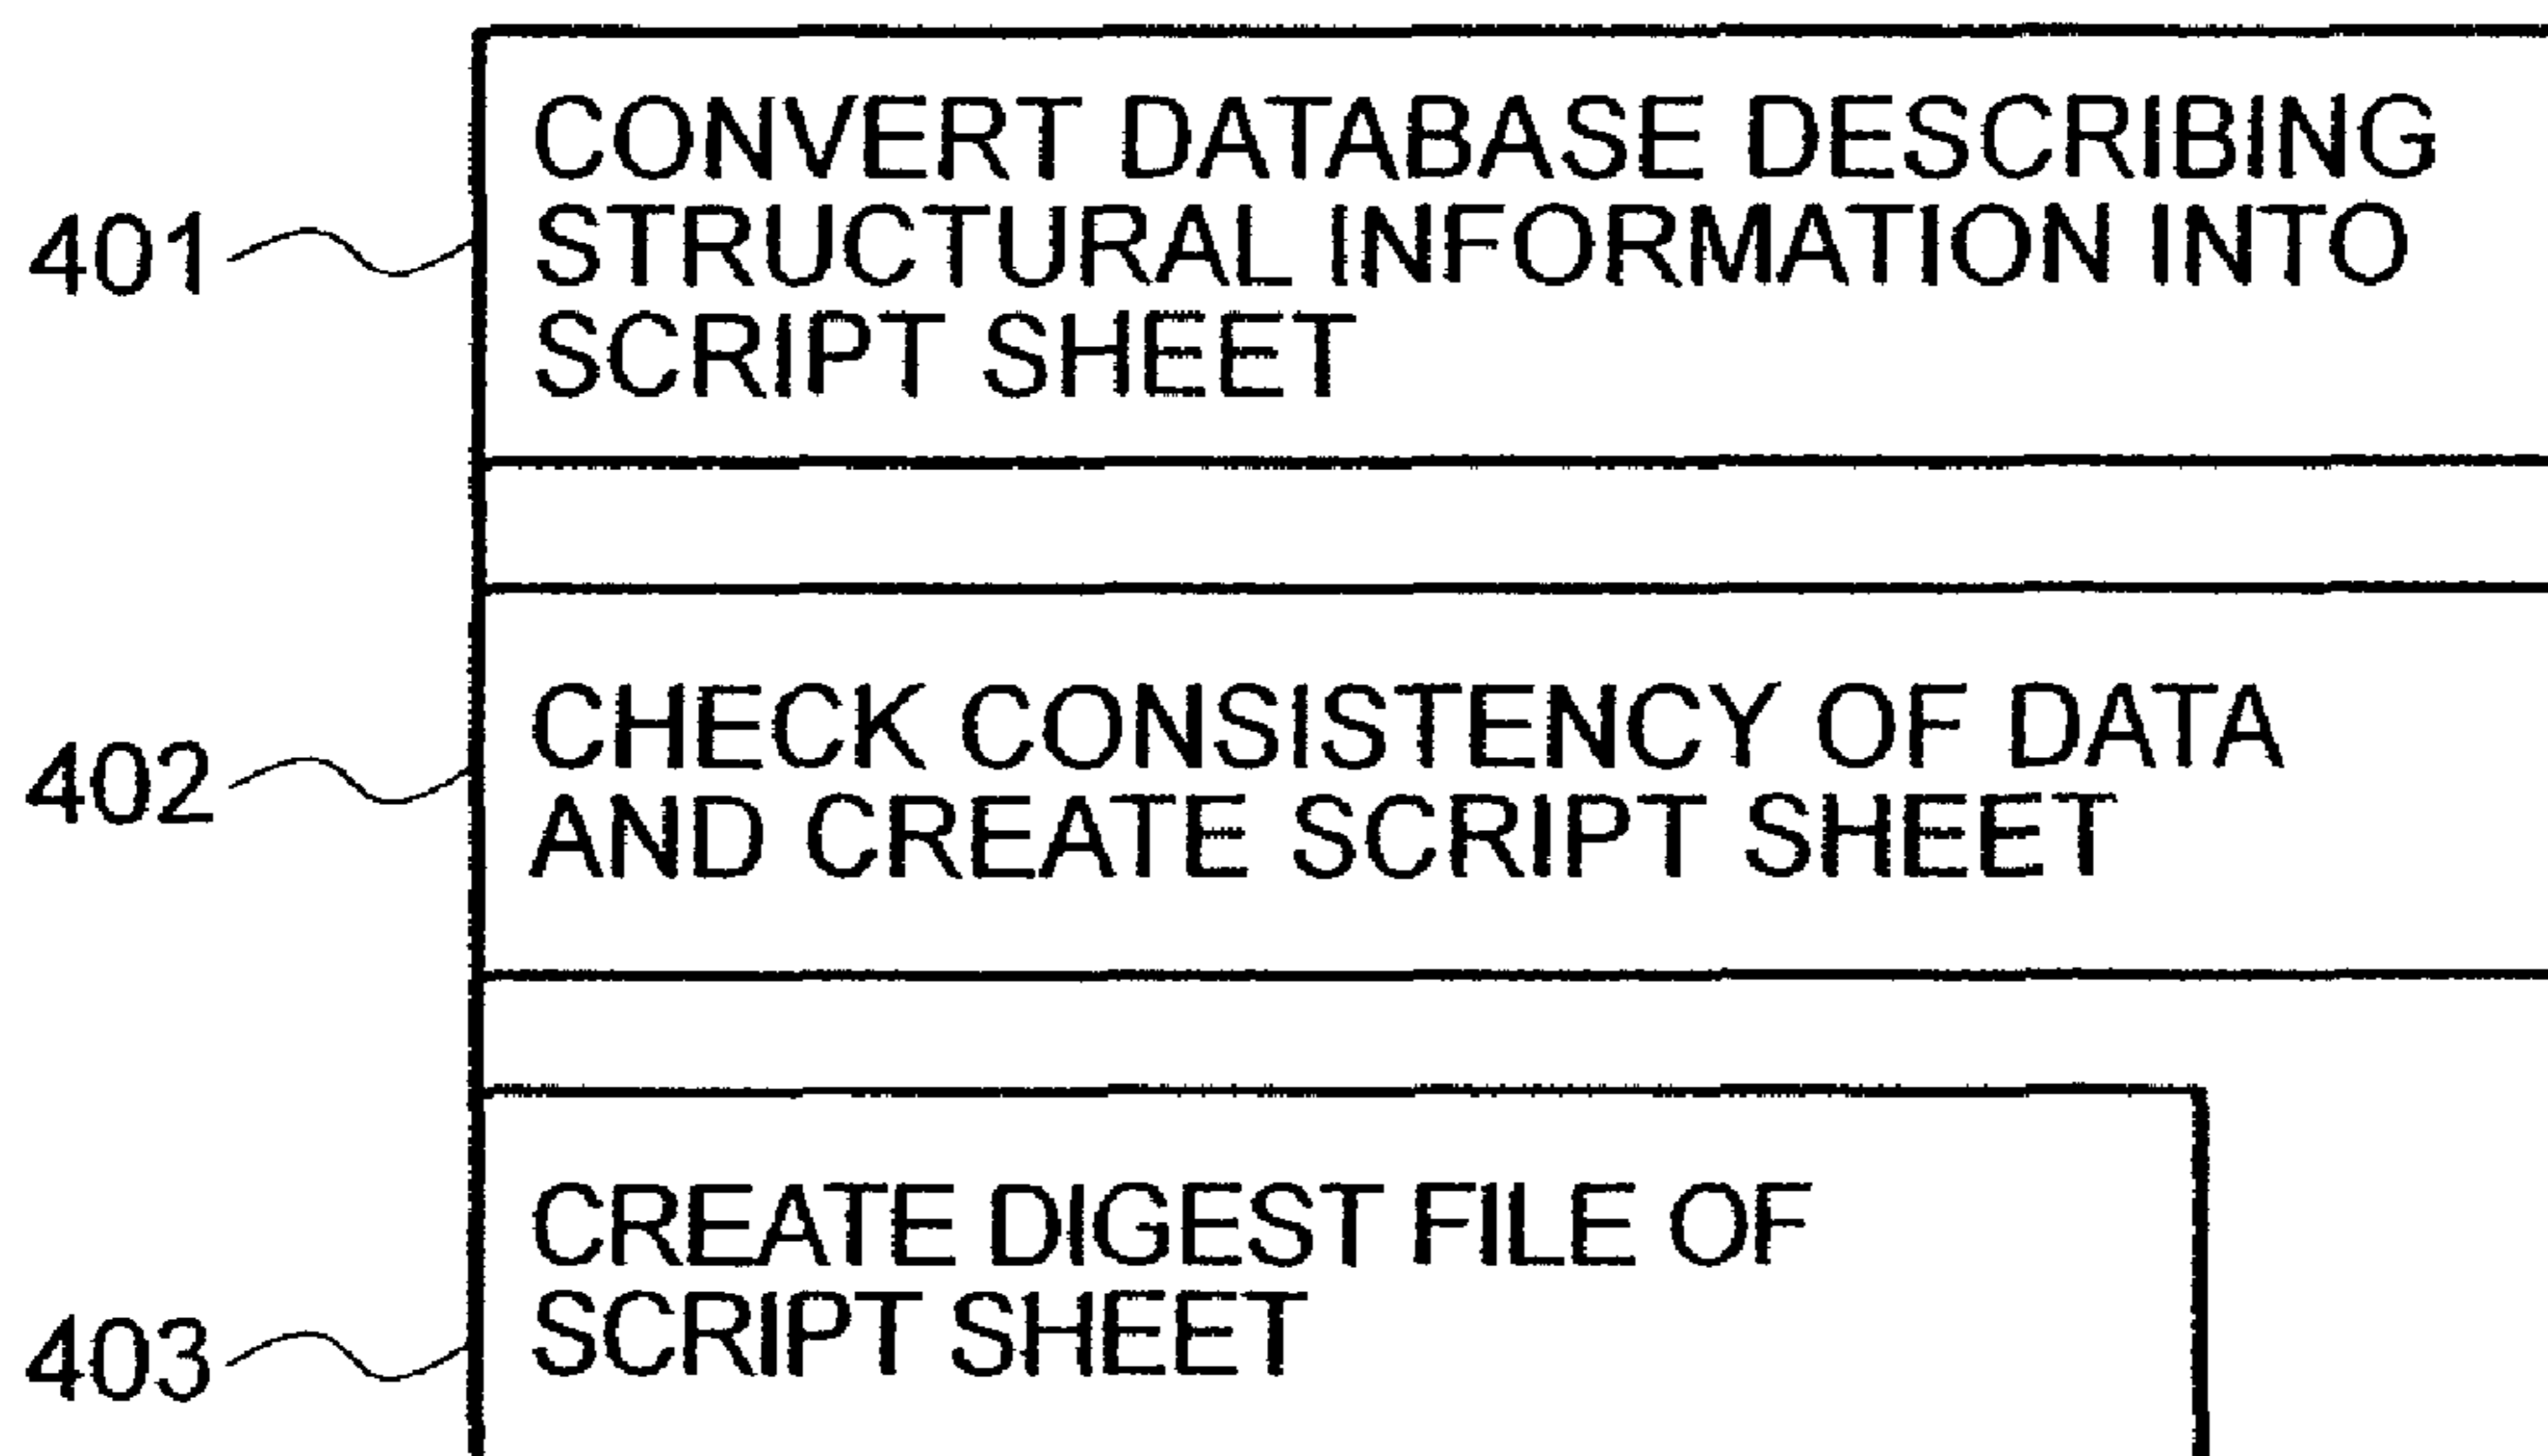 CONVERT DATABASE DESCRIBING
401 STRUCTURAL INFORMATION INTO
SCRIPT SHEET
402 CHECK CONSISTENCY OF DATA
AND CREATE SCRIPT SHEET
CREATE DIGEST FILE OF
403 SCRIPT SHEET